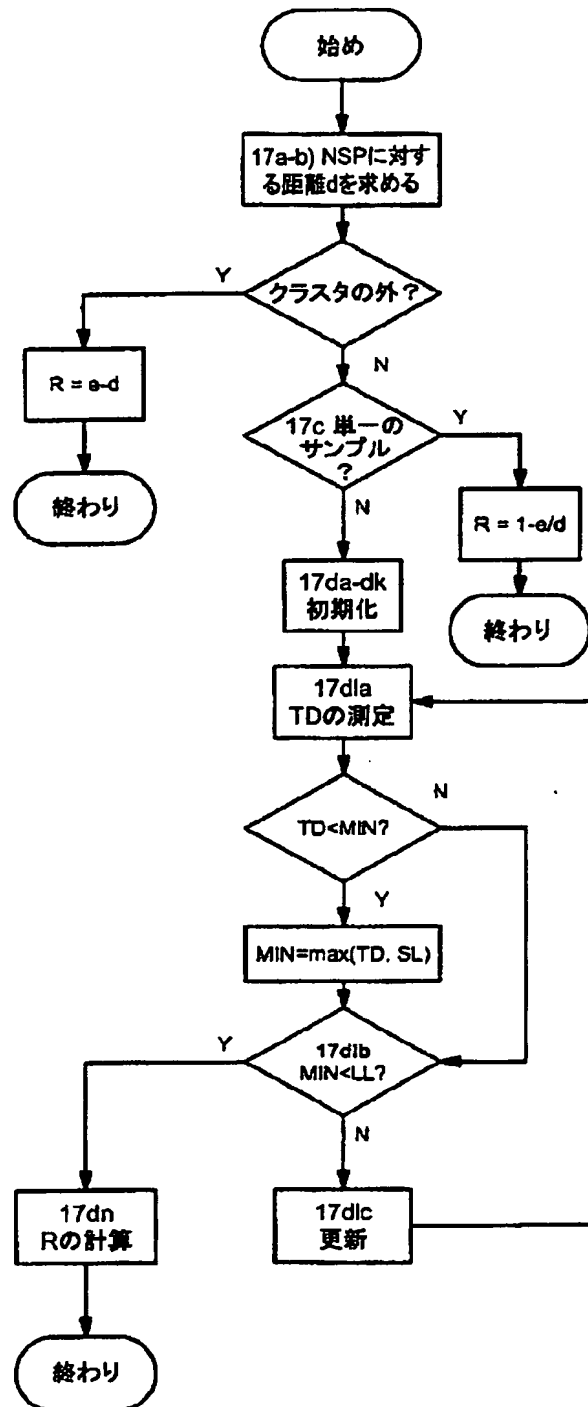 始め
17a-b) NSPに対す
る距離dを求める
Y
クラスタの外？
N
R = e-d
終わり
17c 単一の
サンプル
？
Y
N
R = 1-e/d
終わり
17da-dk
初期化
17dla
TDの測定
N
TD<MIN?
Y
MIN=max(TD, SL)
Y
17dlb
MIN<LL?
N
17dn
Rの計算
17dlc
更新
終わり